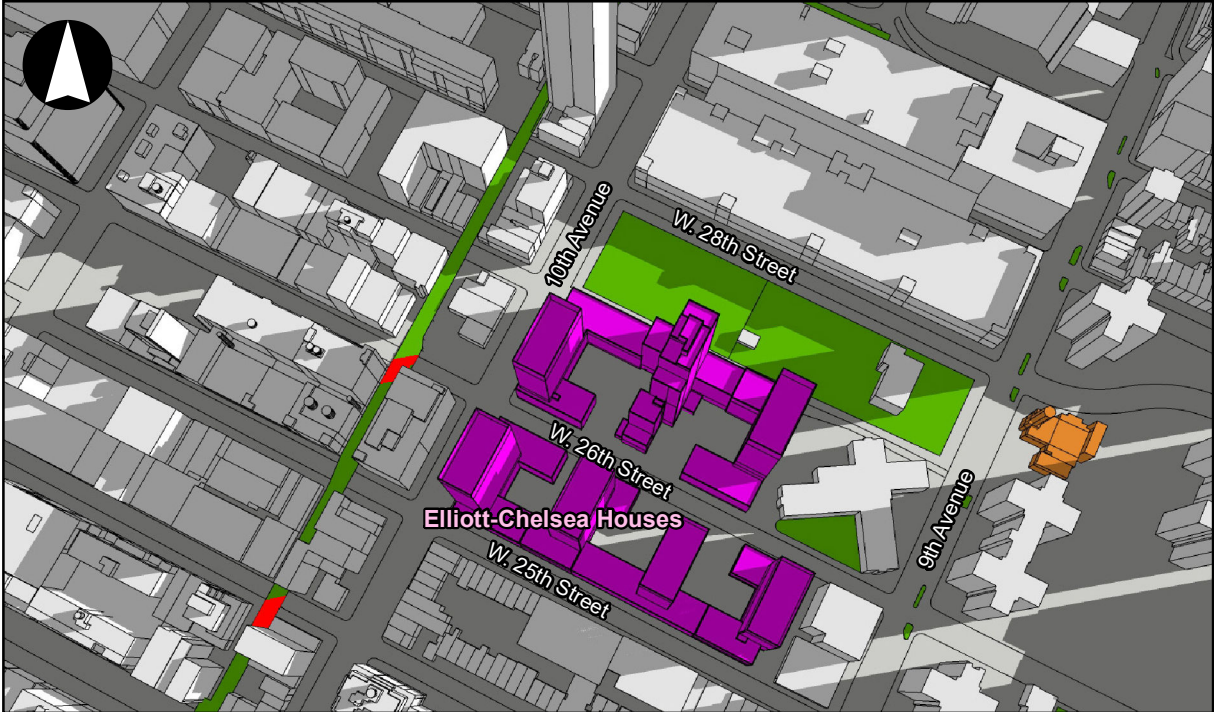 10th Avenue
W. 28th Street
W. 26th Street
9th Avenue
Elliott-Chelsea Houses
W. 25th Street